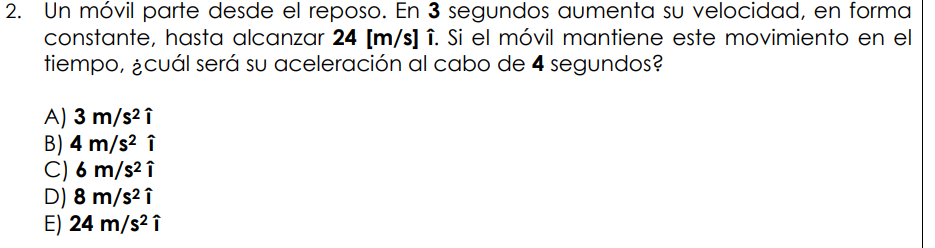 2. Un móvil parte desde el reposo. En 3 segundos aumenta su velocidad, en forma
constante, hasta alcanzar 24 [m/s] î. Si el móvil mantiene este movimiento en el
tiempo, ¿cuál será su aceleración al cabo de 4 segundos?
A) 3 m/s² î
B) 4 m/s² î
C) 6 m/s² î
D) 8 m/s² î
E) 24 m/s² î